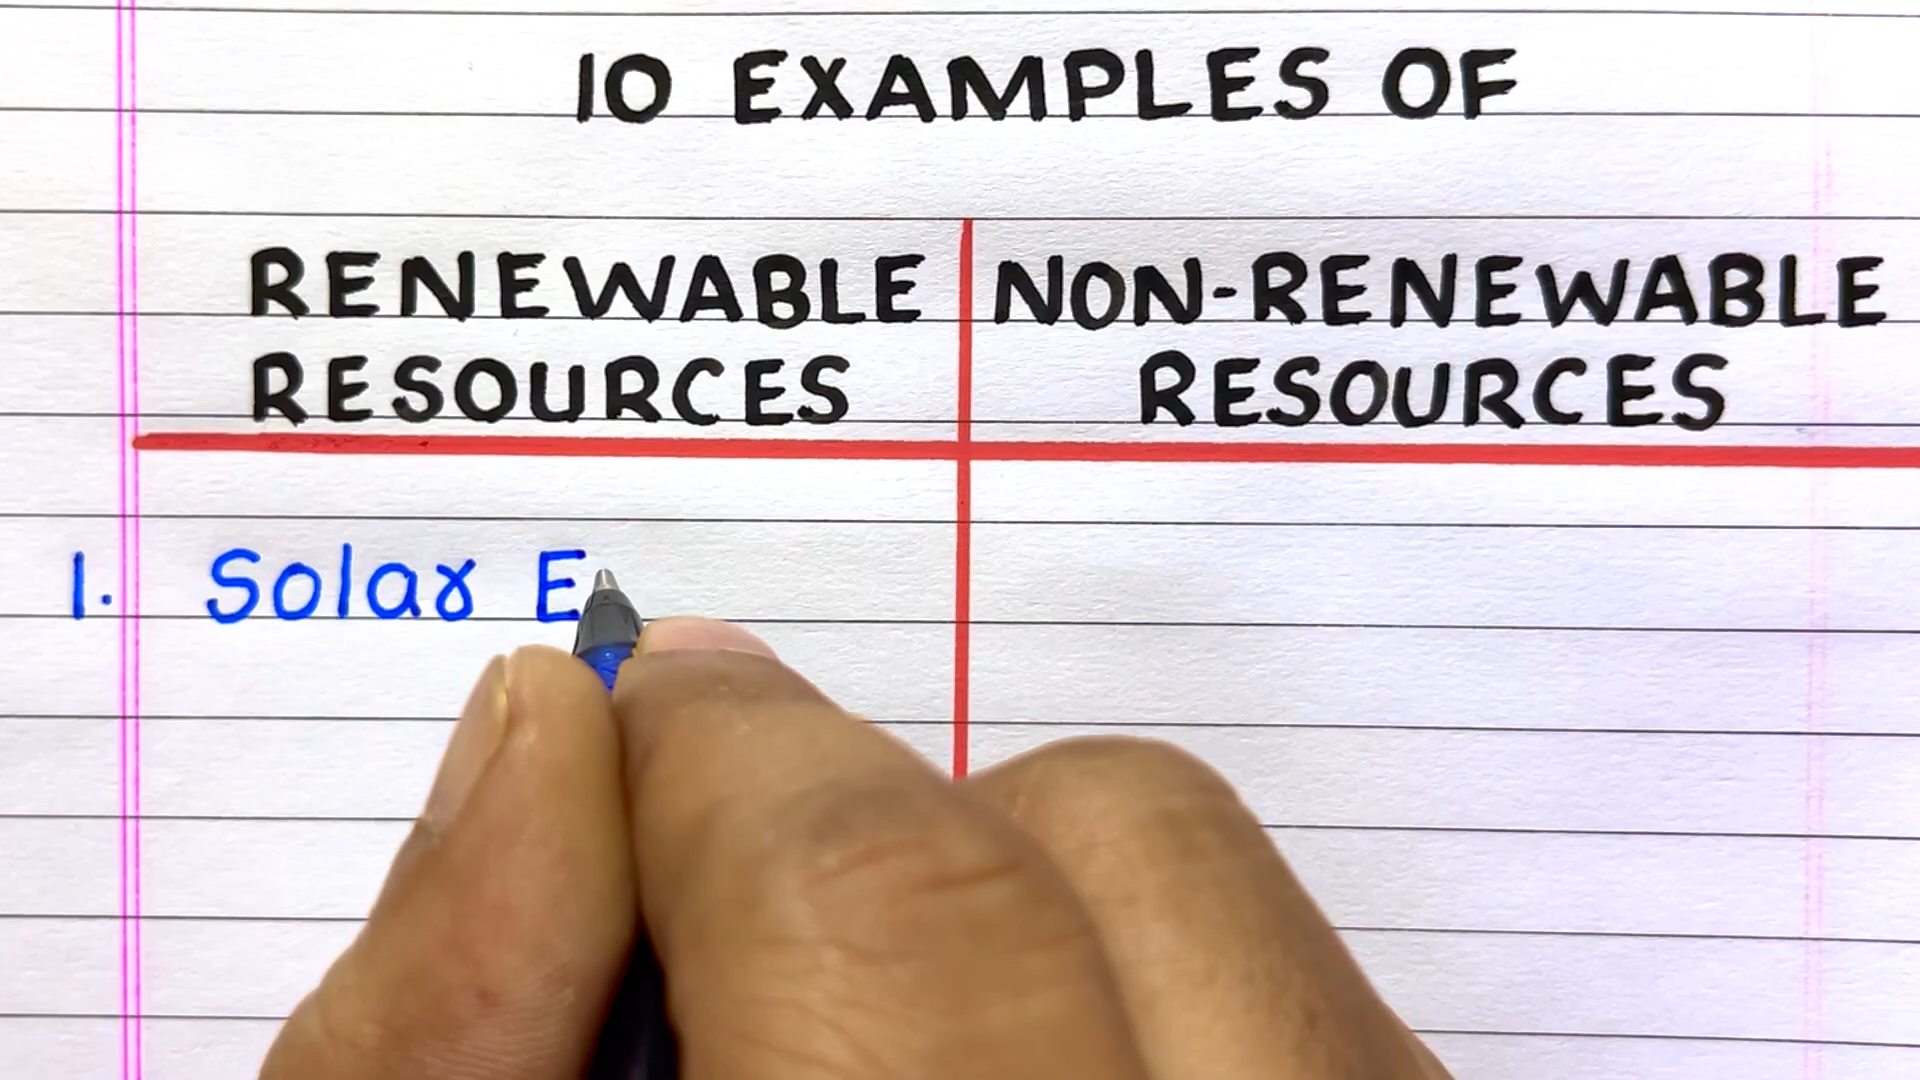 10 EXAMPLES OF
RENEWABLE RESOURCES
NON-RENEWABLE RESOURCES
1. Solar E